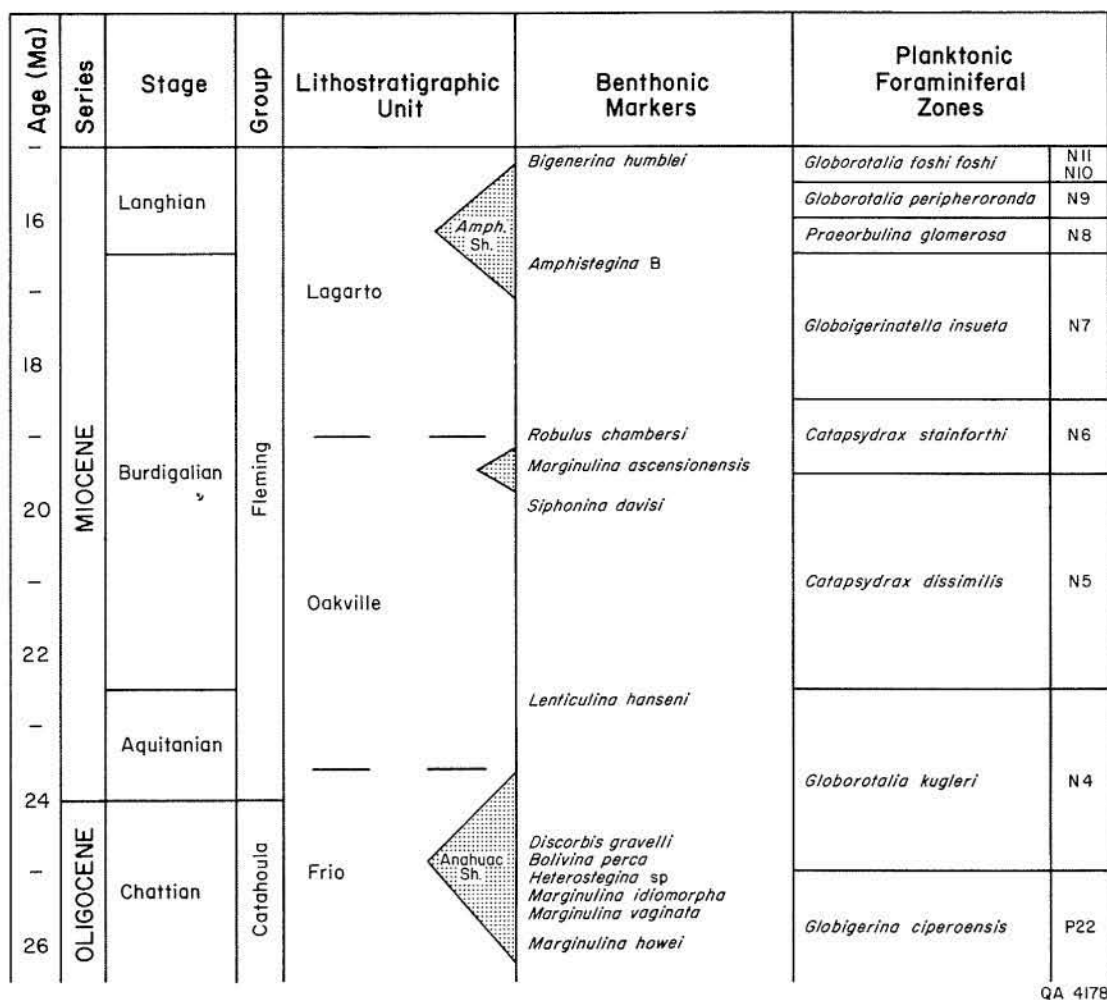 Age (Ma)
Series
Stage
Group
Lithostratigraphic
Unit
Benthonic
Markers
Planktonic
Foraminiferal
Zones
–
16
–
18
–
20
–
22
–
24
–
26
MIOCENE
OLIGOCENE
Langhian
Burdigalian
Aquitanian
Chattian
Fleming
Catahoula
Lagarto
Oakville
Frio
Amph.
Sh.
Anahuac
Sh.
Bigenerina humblei
Amphistegina B
Robulus chambersi
Marginulina ascensionensis
Siphonina davisi
Lenticulina hanseni
Discorbis gravelli
Bolivina perca
Heterostegina sp
Marginulina idiomorpha
Marginulina vaginata
Marginulina howei
Globorotalia foshi foshi
N11
N10
Globorotalia peripheroronda N9
Praeorbulina glomerosa N8
Globoigerinatella insueta N7
Catapsydrax stainforthi N6
Catapsydrax dissimilis N5
Globorotalia kugleri N4
Globigerina ciperoensis P22
QA 4178